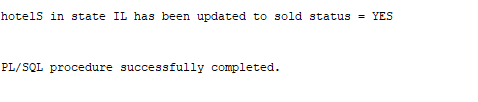 hotelS in state IL has been updated to sold status = YES
PL/SQL procedure successfully completed.